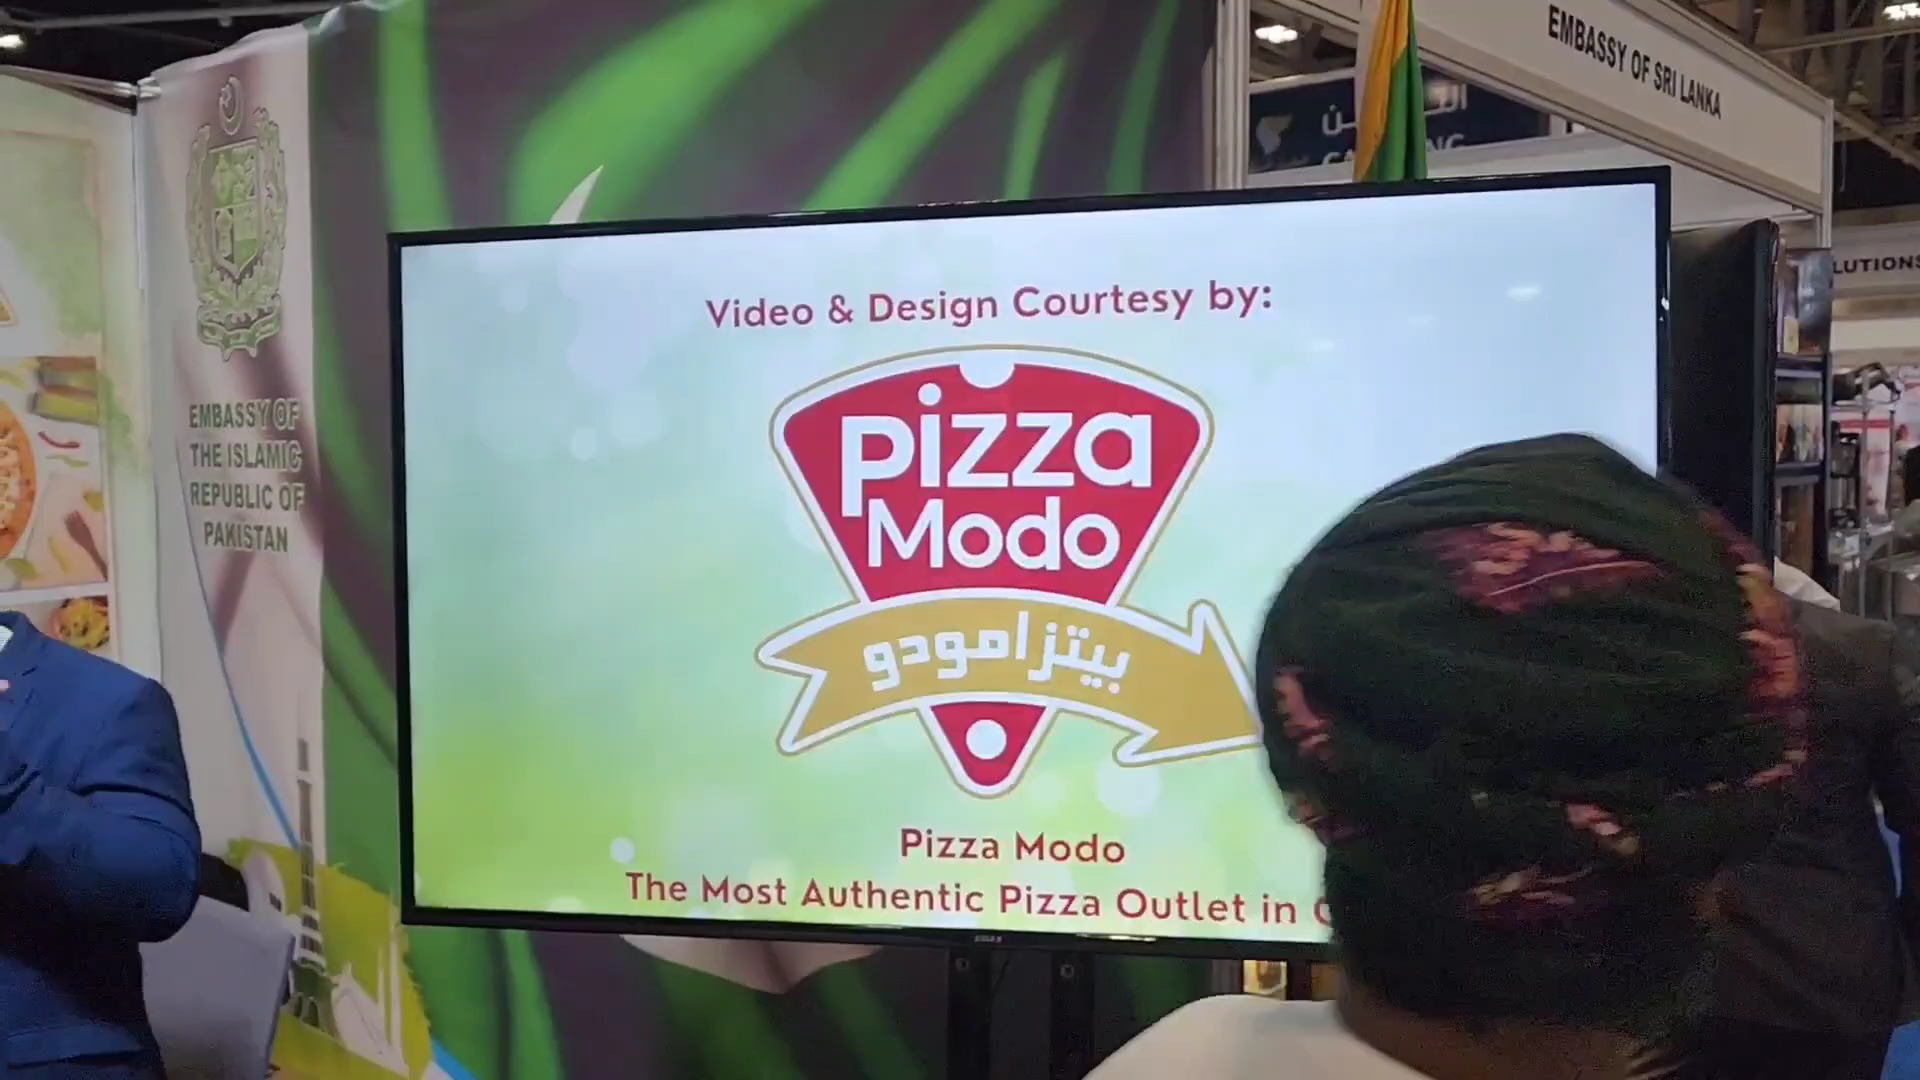 EMBASSY OF SRI LANKA
LUTIONS
EMBASSY OF
THE ISLAMIC
REPUBLIC OF
PAKISTAN
Video & Design Courtesy by:
pizza
Modo
بيتزا مودو
Pizza Modo
The Most Authentic Pizza Outlet in